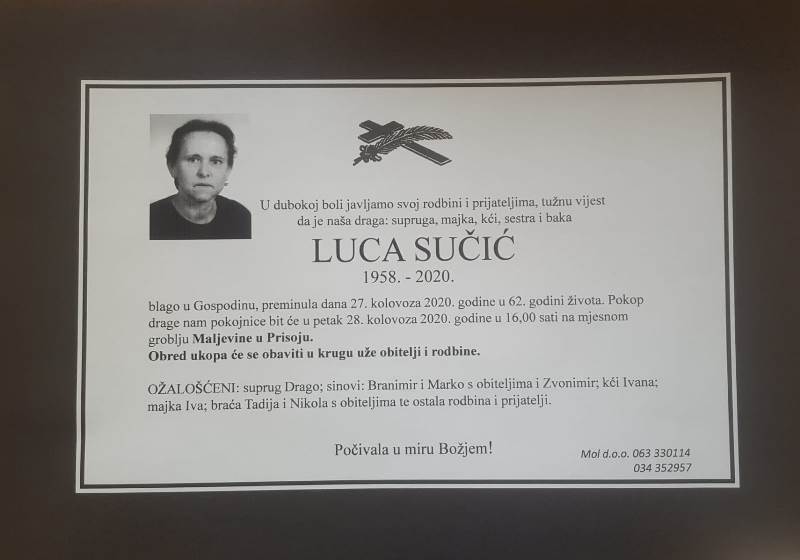 U dubokoj boli javljamo svoj rodbini i prijateljima, tužnu vijest
da je naša draga: supruga, majka, kći, sestra i baka
LUCA SUČIĆ
1958. - 2020.
blago u Gospodinu, preminula dana 27. kolovoza 2020. godine u 62. godini života. Pokop
drage nam pokojnice bit će u petak 28. kolovoza 2020. godine u 16,00 sati na mjesnom
groblju Maljevine u Prisoju.
Obred ukopa će se obaviti u krugu uže obitelji i rodbine.
OŽALOŠĆENI: suprug Drago; sinovi: Branimir i Marko s obiteljima i Zvonimir; kći Ivana;
majka Iva; braća Tadija i Nikola s obiteljima te ostala rodbina i prijatelji.
Počivala u miru Božjem!
Mol d.o.o. 063 330114
034 352957